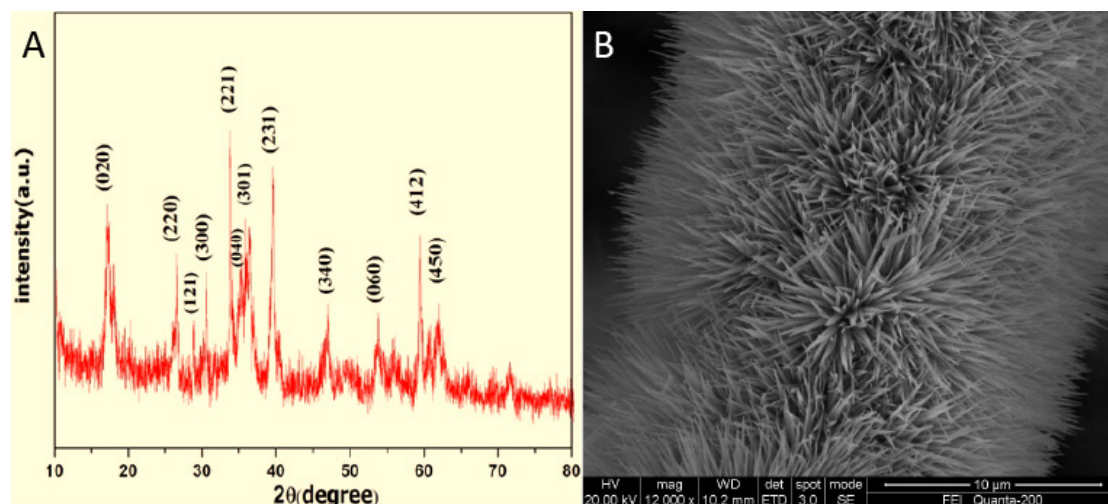 A
B
intensity(a.u.)
(020)
(220)
(121)
(300)
(221)
(040)
(301)
(231)
(340)
(060)
(412)
(450)
10 20 30 40 50 60 70 80
2θ(degree)
HV mag WD det spot mode
20.00 kV 12 000 x 10.2 mm ETD 3.0 SE
10 µm
FEI Quanta-200